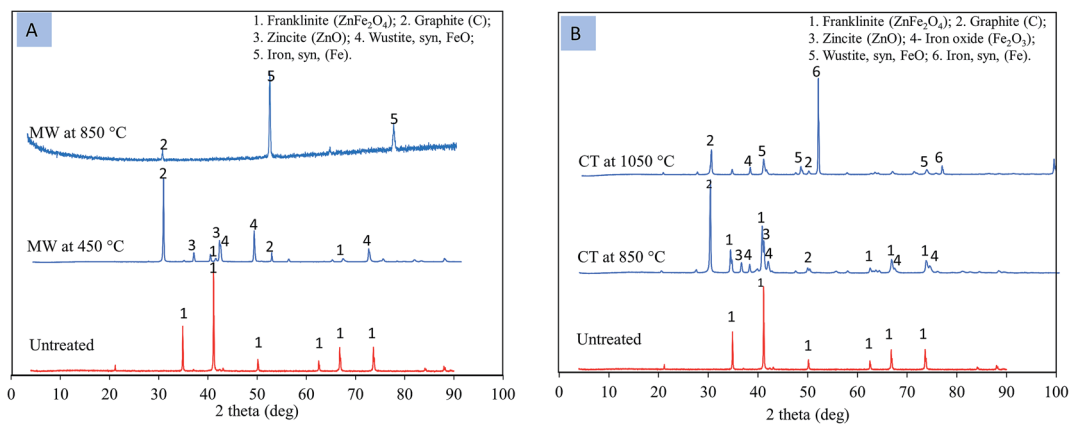 A
1. Franklinite (ZnFe₂O₄); 2. Graphite (C);
3. Zincite (ZnO); 4. Wustite, syn, FeO;
5. Iron, syn, (Fe).
5
5
MW at 850 °C
2
2
MW at 450 °C
3
3
1
4
4
2
1
4
1
Untreated
1
1
1
1
1
0 10 20 30 40 50 60 70 80 90 100
2 theta (deg)
B
1. Franklinite (ZnFe₂O₄); 2. Graphite (C);
3. Zincite (ZnO); 4- Iron oxide (Fe₂O₃);
5. Wustite, syn, FeO; 6. Iron, syn, (Fe).
6
CT at 1050 °C
2
4
5
5
2
5
6
2
CT at 850 °C
1
3
4
1
3
4
2
1
1
4
1
4
1
Untreated
1
1
1
1
1
0 10 20 30 40 50 60 70 80 90 100
2 theta (deg)